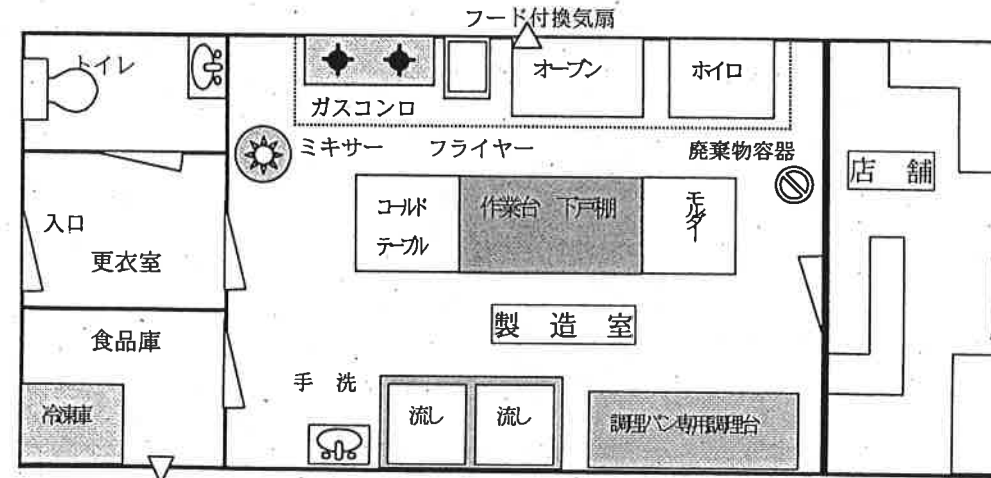 フード付換気扇
トイレ
オーブン
ホイロ
ガスコンロ
ミキサー
フライヤー
廃棄物容器
店 舗
コールド
テーブル
作業台 下戸棚
モルダー
入口
更衣室
製 造 室
食品庫
手 洗
冷凍庫
流し
流し
調理パン専用調理台